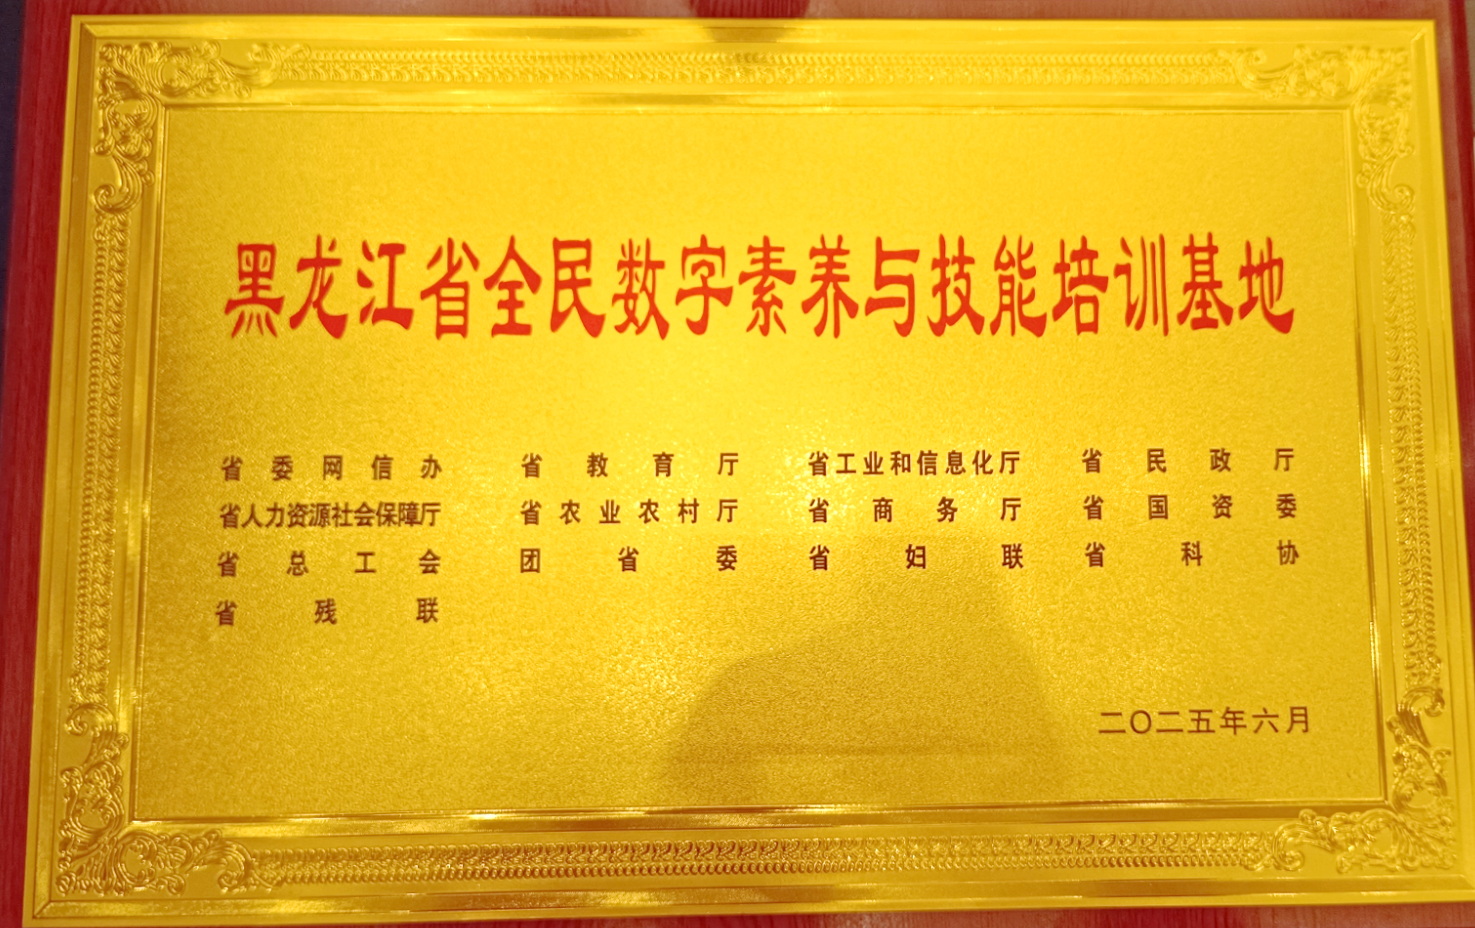 黑龙江省全民数字素养与技能培训基地
省委网信办 省教育厅 省工业和信息化厅 省民政厅
省人力资源社会保障厅 省农业农村厅 省商务厅 省国资委
省总工会 团省委 省妇联 省科协
省残联
二〇二五年六月